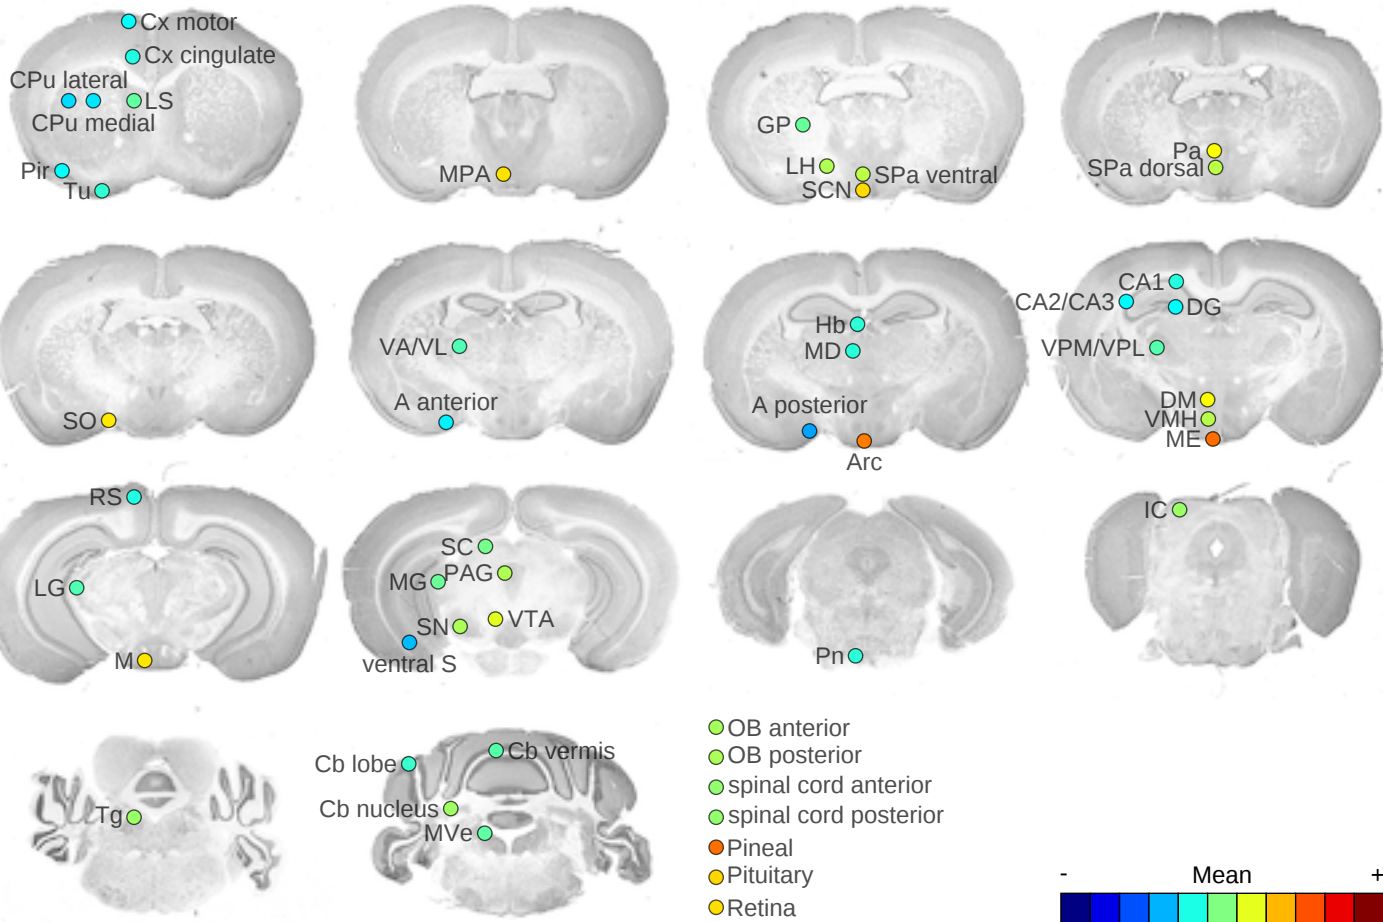 Cx motor
Cx cingulate
CPu lateral
LS
CPu medial
Pir
Tu
MPA
GP
LH
SPa ventral
SCN
Pa
SPa dorsal
SO
VA/VL
A anterior
Hb
MD
A posterior
Arc
CA1
CA2/CA3
DG
VPM/VPL
DM
VMH
ME
RS
LG
M
SC
MG
PAG
SN
VTA
ventral S
Pn
IC
Tg
Cb lobe
Cb vermis
Cb nucleus
MVe
OB anterior
OB posterior
spinal cord anterior
spinal cord posterior
Pineal
Pituitary
Retina
- Mean +